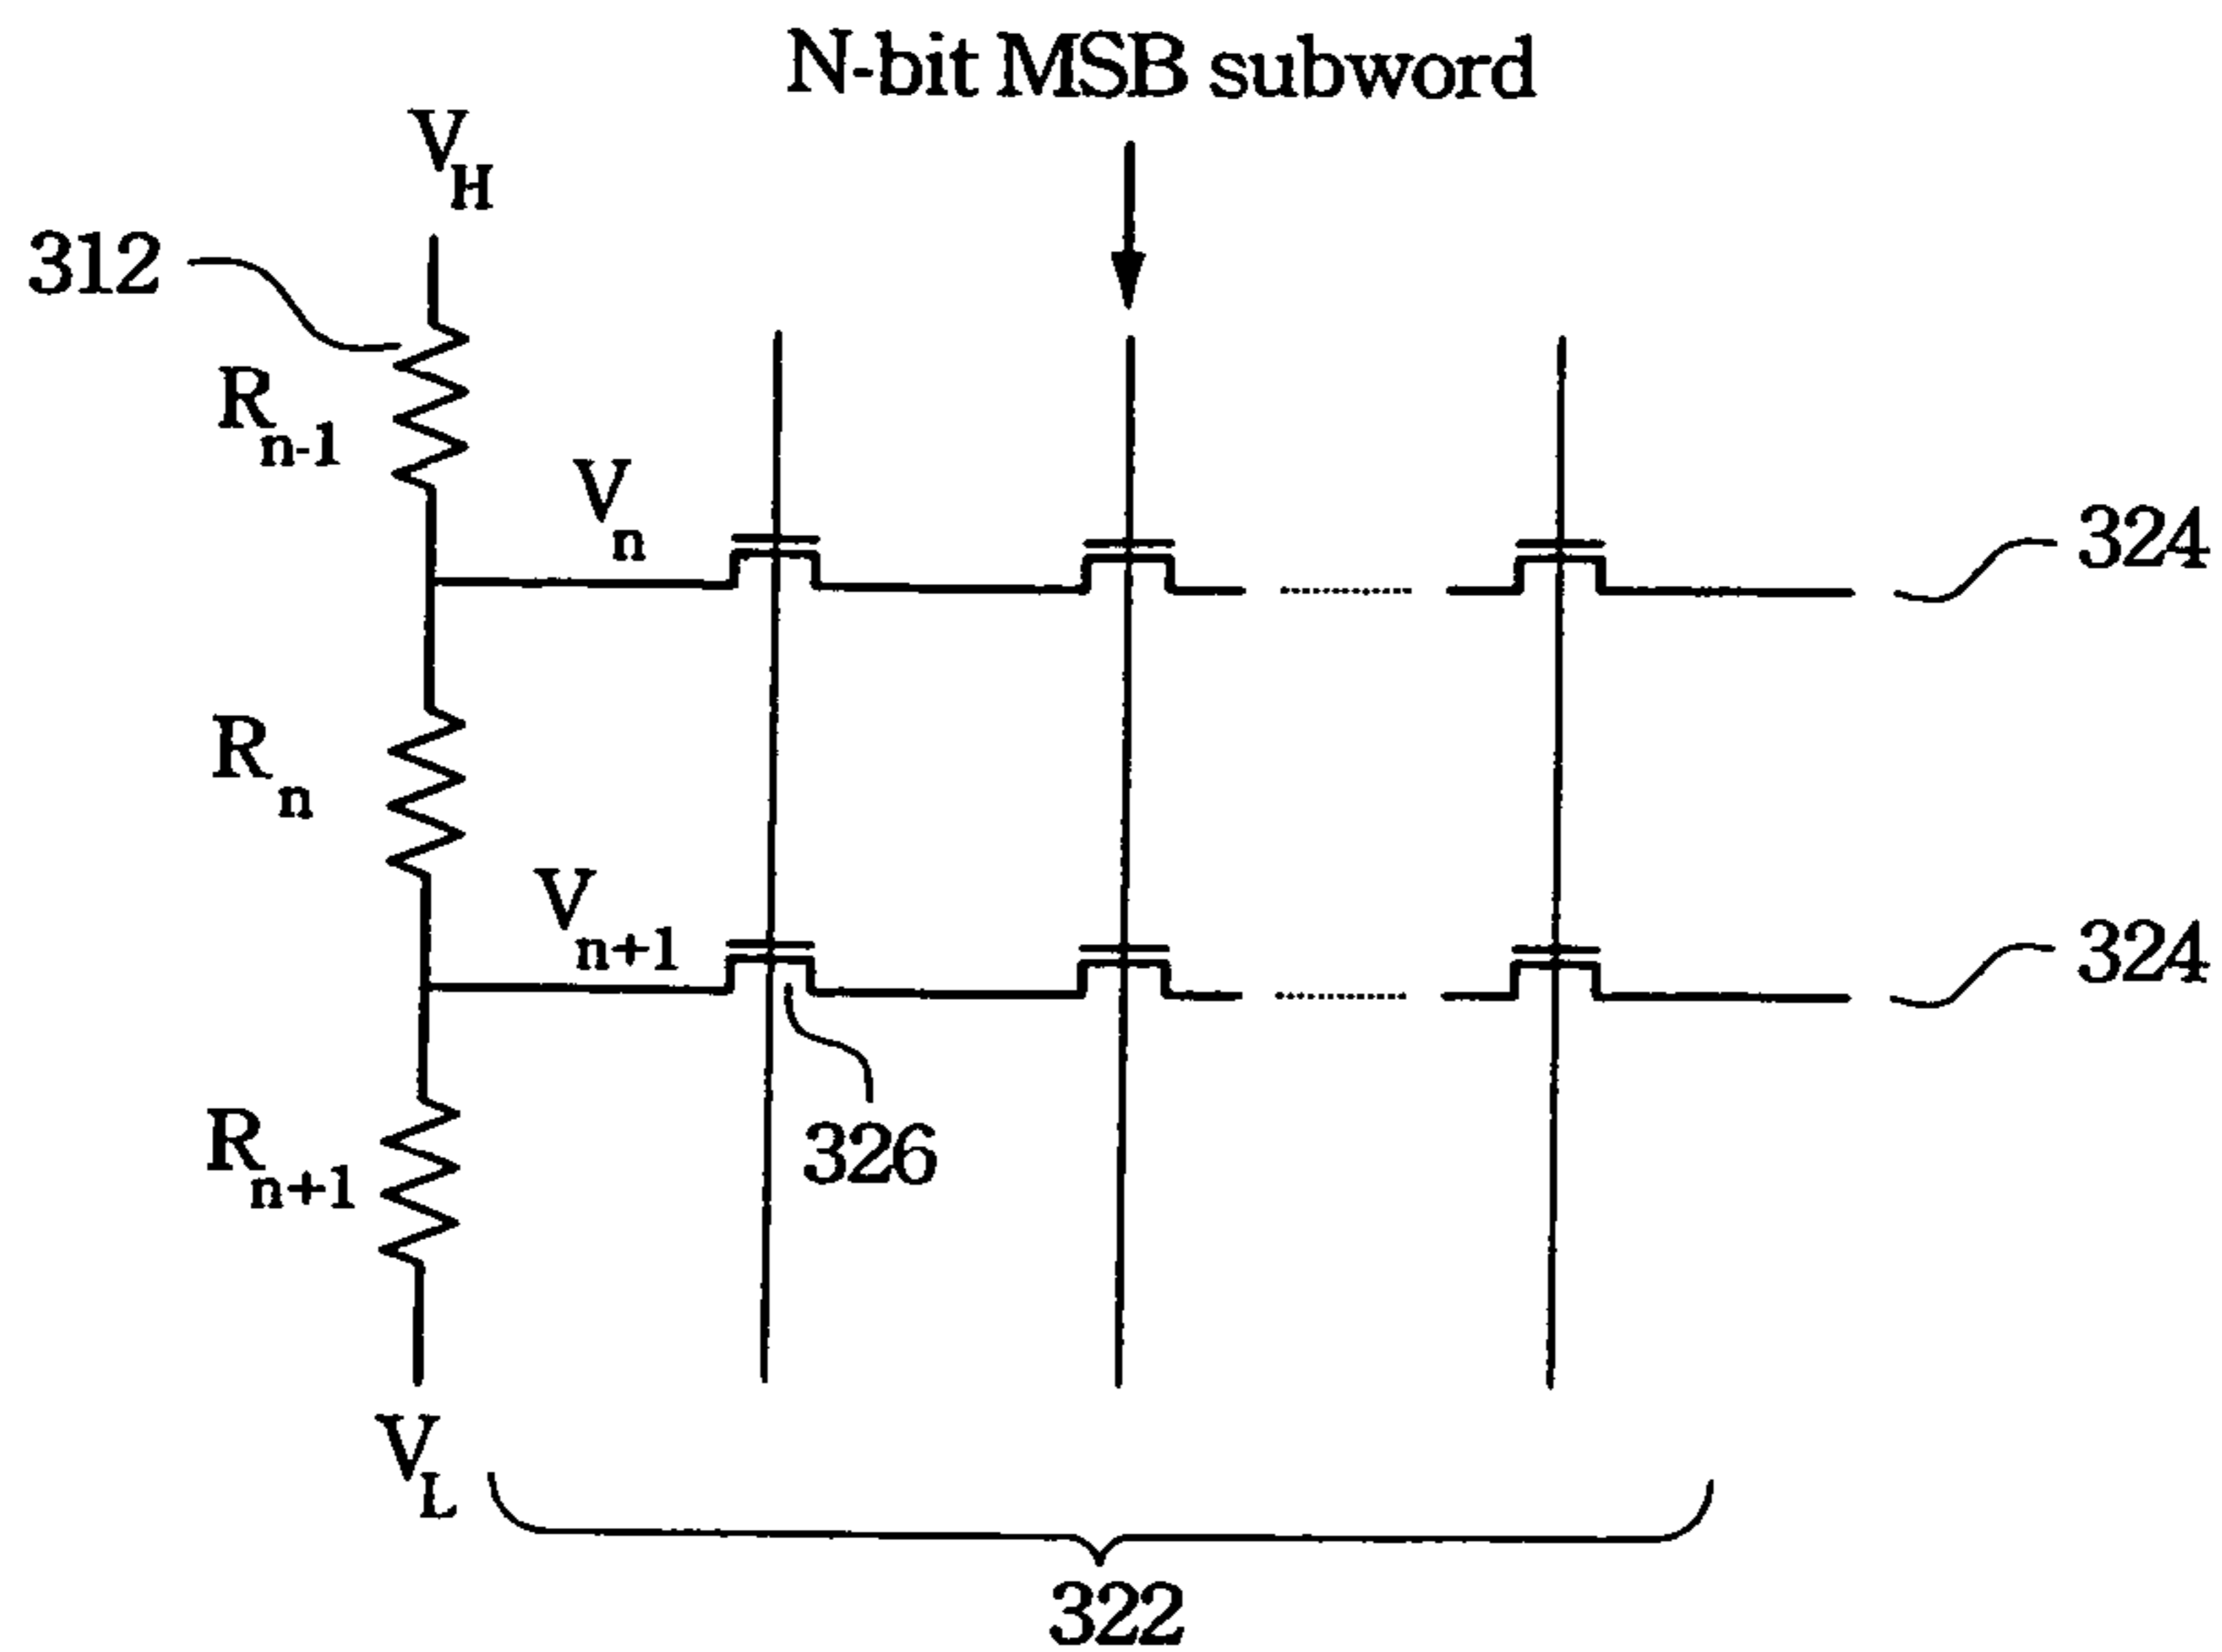 N-bit MSB subword
V_H
312
R_n-1
V_n
324
R_n
V_n+1
324
R_n+1
326
V_L
322